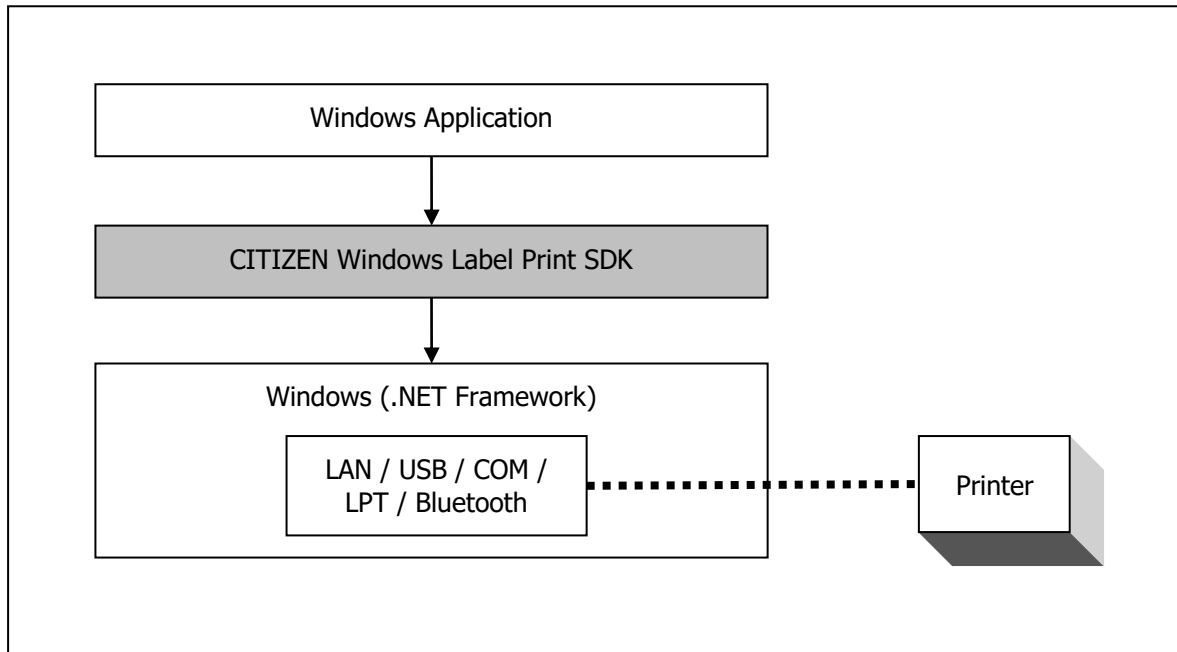 Windows Application
CITIZEN Windows Label Print SDK
Windows (.NET Framework)
LAN / USB / COM /
LPT / Bluetooth
Printer